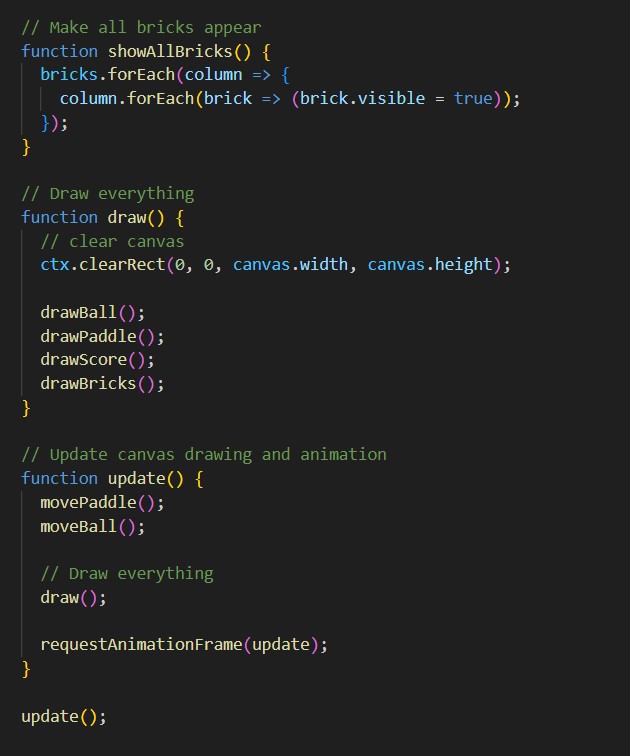 // Make all bricks appear
function showAllBricks() {
  bricks.forEach(column => {
    column.forEach(brick => (brick.visible = true));
  });
}

// Draw everything
function draw() {
  // clear canvas
  ctx.clearRect(0, 0, canvas.width, canvas.height);

  drawBall();
  drawPaddle();
  drawScore();
  drawBricks();
}

// Update canvas drawing and animation
function update() {
  movePaddle();
  moveBall();

  // Draw everything
  draw();

  requestAnimationFrame(update);
}

update();